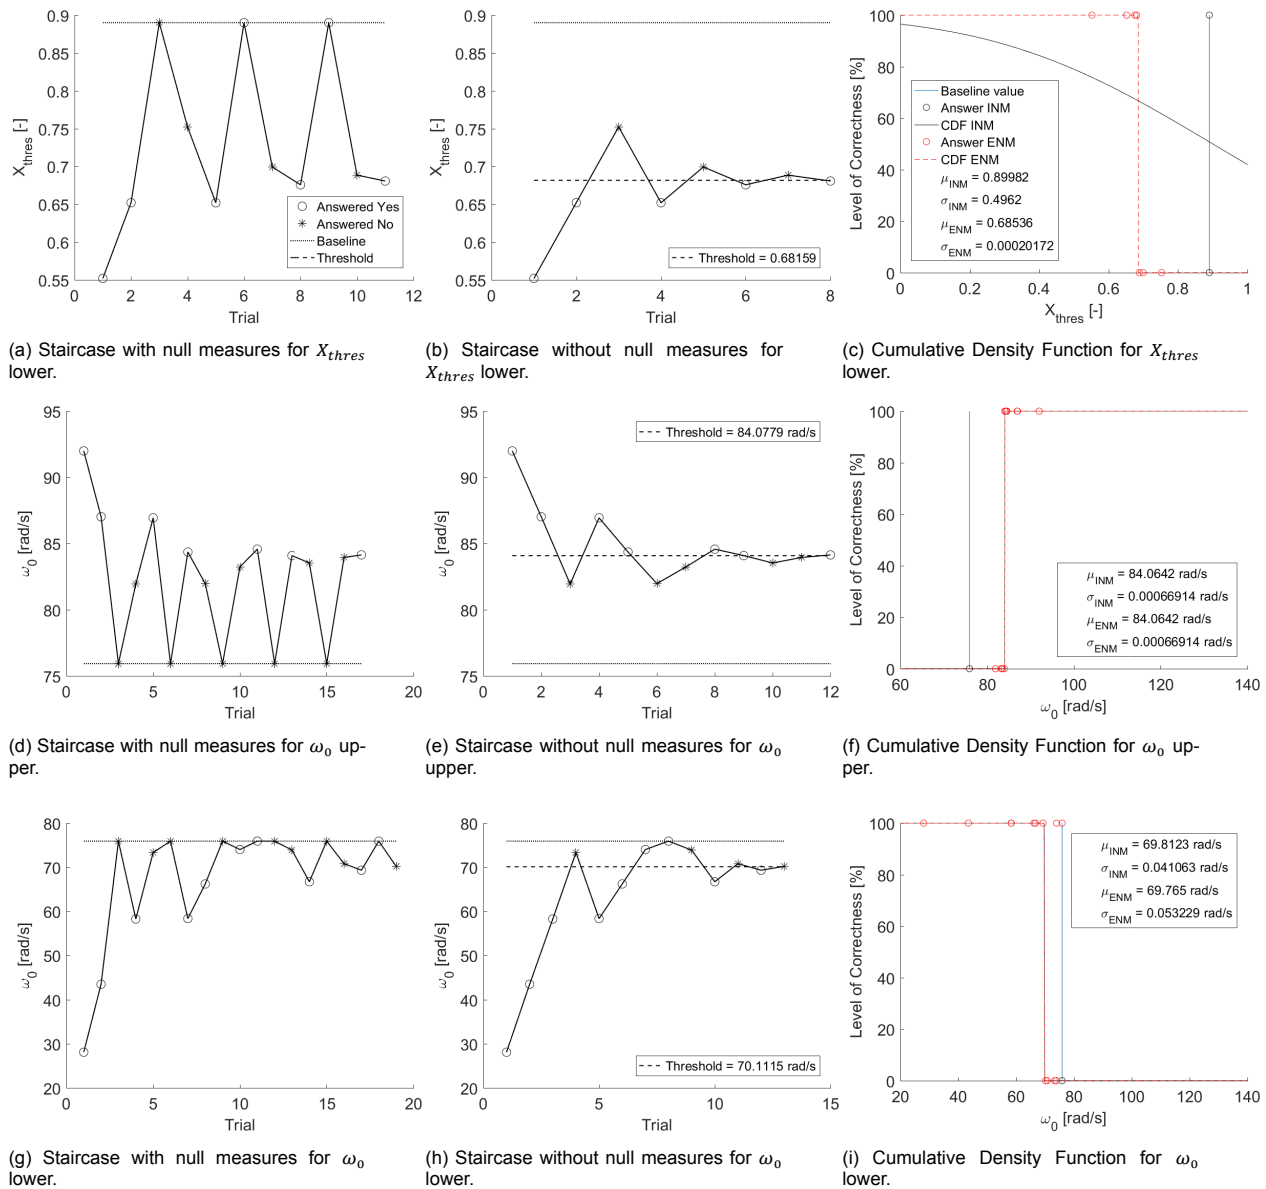 0.9
0.85
0.8
0.75
0.7
0.65
0.6
0.55
X_thres [-]
0 2 4 6 8 10 12
Trial
Answered Yes
Answered No
Baseline
Threshold
(a) Staircase with null measures for X_thres
lower.
0.9
0.85
0.8
0.75
0.7
0.65
0.6
0.55
X_thres [-]
0 2 4 6 8
Trial
Threshold = 0.68159
(b) Staircase without null measures for
X_thres lower.
100
80
60
40
20
0
Level of Correctness [%]
0 0.2 0.4 0.6 0.8 1
X_thres [-]
Baseline value
Answer INM
CDF INM
Answer ENM
CDF ENM
μ_INM = 0.89982
σ_INM = 0.4962
μ_ENM = 0.68536
σ_ENM = 0.00020172
(c) Cumulative Density Function for X_thres
lower.
95
90
85
80
75
ω_0 [rad/s]
0 5 10 15 20
Trial
(d) Staircase with null measures for ω_0 up-
per.
95
90
85
80
75
ω_0 [rad/s]
0 2 4 6 8 10 12
Trial
Threshold = 84.0779 rad/s
(e) Staircase without null measures for ω_0
upper.
100
80
60
40
20
0
Level of Correctness [%]
60 80 100 120 140
ω_0 [rad/s]
μ_INM = 84.0642 rad/s
σ_INM = 0.00066914 rad/s
μ_ENM = 84.0642 rad/s
σ_ENM = 0.00066914 rad/s
(f) Cumulative Density Function for ω_0 up-
per.
80
70
60
50
40
30
20
ω_0 [rad/s]
0 5 10 15 20
Trial
(g) Staircase with null measures for ω_0
lower.
80
70
60
50
40
30
20
ω_0 [rad/s]
0 5 10 15
Trial
Threshold = 70.1115 rad/s
(h) Staircase without null measures for ω_0
lower.
100
80
60
40
20
0
Level of Correctness [%]
20 40 60 80 100 120 140
ω_0 [rad/s]
μ_INM = 69.8123 rad/s
σ_INM = 0.041063 rad/s
μ_ENM = 69.765 rad/s
σ_ENM = 0.053229 rad/s
(i) Cumulative Density Function for ω_0
lower.